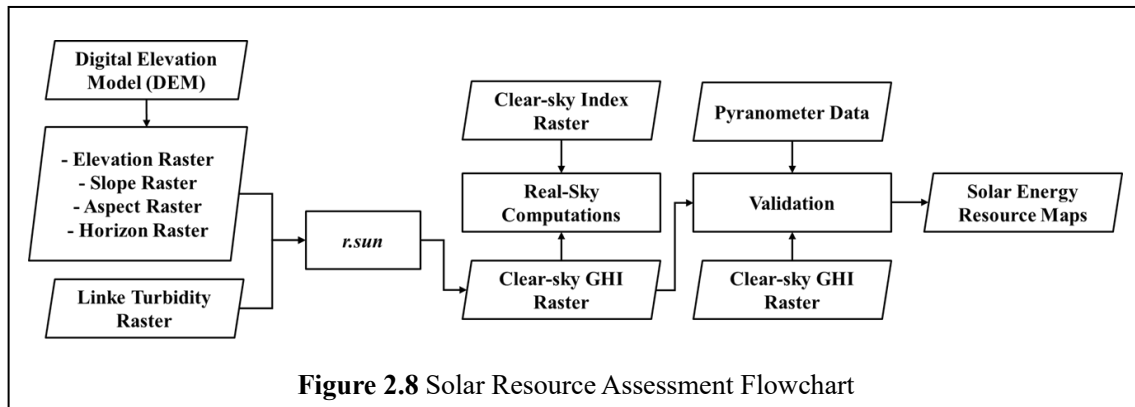 Digital Elevation
Model (DEM)
- Elevation Raster
- Slope Raster
- Aspect Raster
- Horizon Raster
Linke Turbidity
Raster
r.sun
Clear-sky Index
Raster
Real-Sky
Computations
Clear-sky GHI
Raster
Pyranometer Data
Validation
Clear-sky GHI
Raster
Solar Energy
Resource Maps
Figure 2.8 Solar Resource Assessment Flowchart